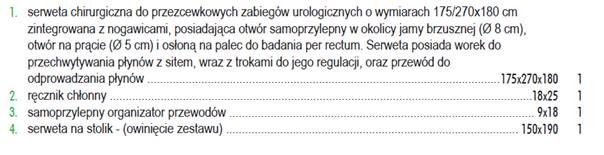 1. serweta chirurgiczna do przezcewkowych zabiegów urologicznych o wymiarach 175/270x180 cm
zintegrowana z nogawicami, posiadająca otwór samoprzylepny w okolicy jamy brzusznej (Ø 8 cm),
otwór na prącie (Ø 5 cm) i osłoną na palec do badania per rectum. Serweta posiada worek do
przechwytywania płynów z sitem, wraz z trokami do jego regulacji, oraz przewód do
odprowadzania płynów ........ 175x270x180 1
2. ręcznik chłonny ........ 18x25 1
3. samoprzylepny organizator przewodów ........ 9x18 1
4. serweta na stolik - (owinięcie zestawu) ........ 150x190 1